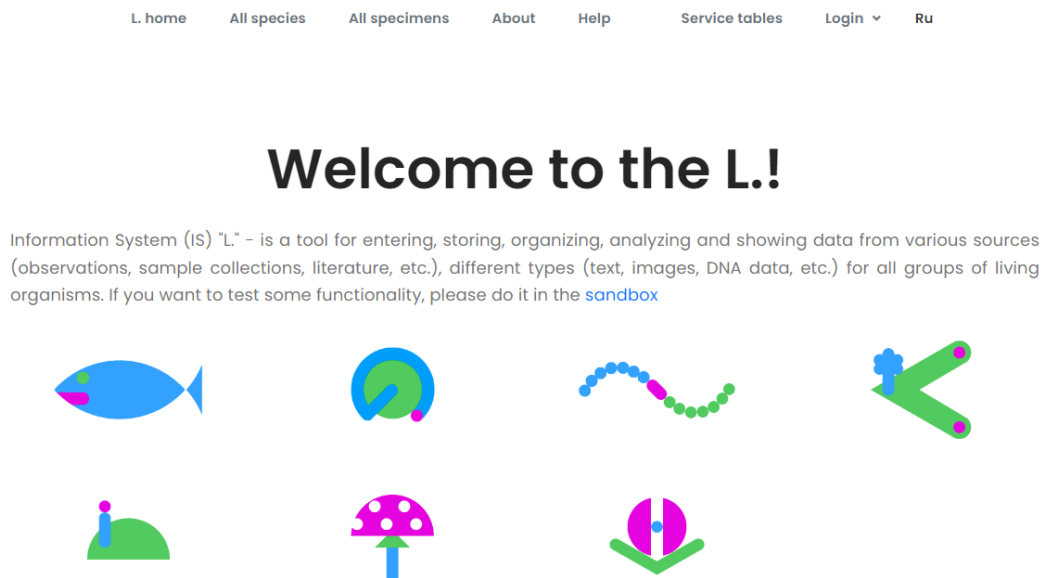 L. home All species All specimens About Help Service tables Login Ru
Welcome to the L.!
Information System (IS) "L." - is a tool for entering, storing, organizing, analyzing and showing data from various sources
(observations, sample collections, literature, etc.), different types (text, images, DNA data, etc.) for all groups of living
organisms. If you want to test some functionality, please do it in the sandbox